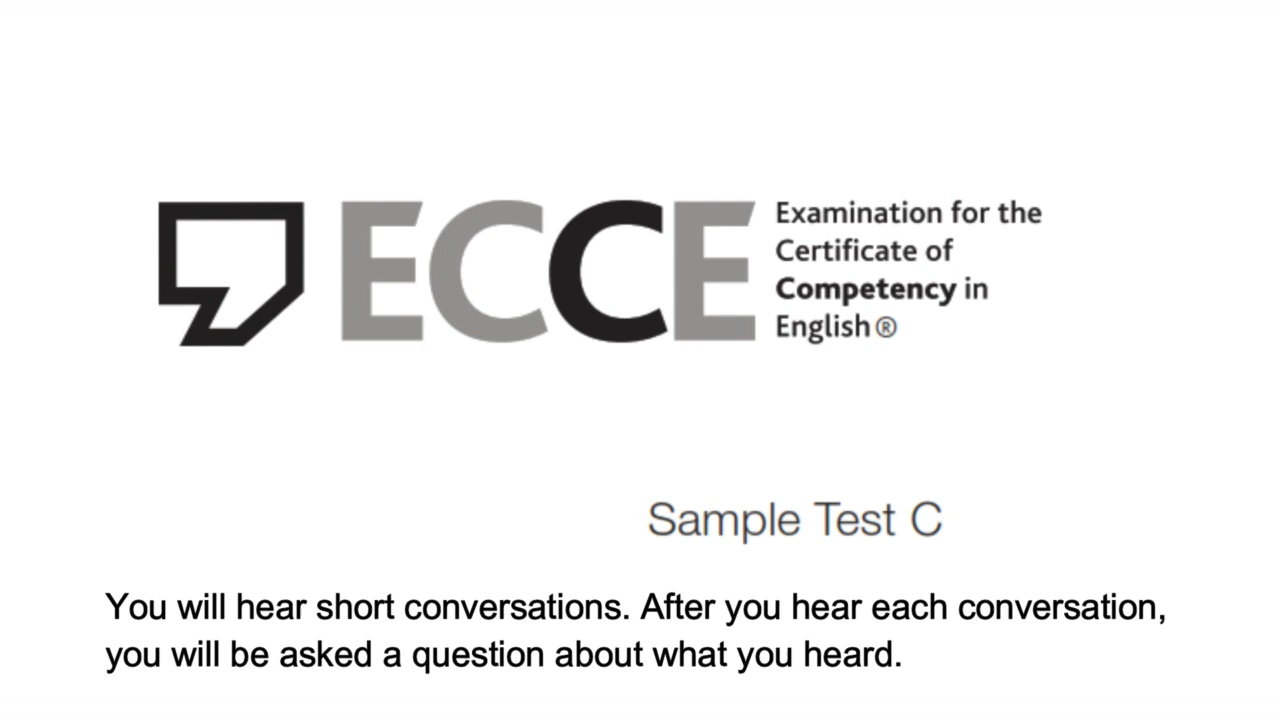 ECCE
Examination for the
Certificate of
Competency in
English®
Sample Test C
You will hear short conversations. After you hear each conversation,
you will be asked a question about what you heard.